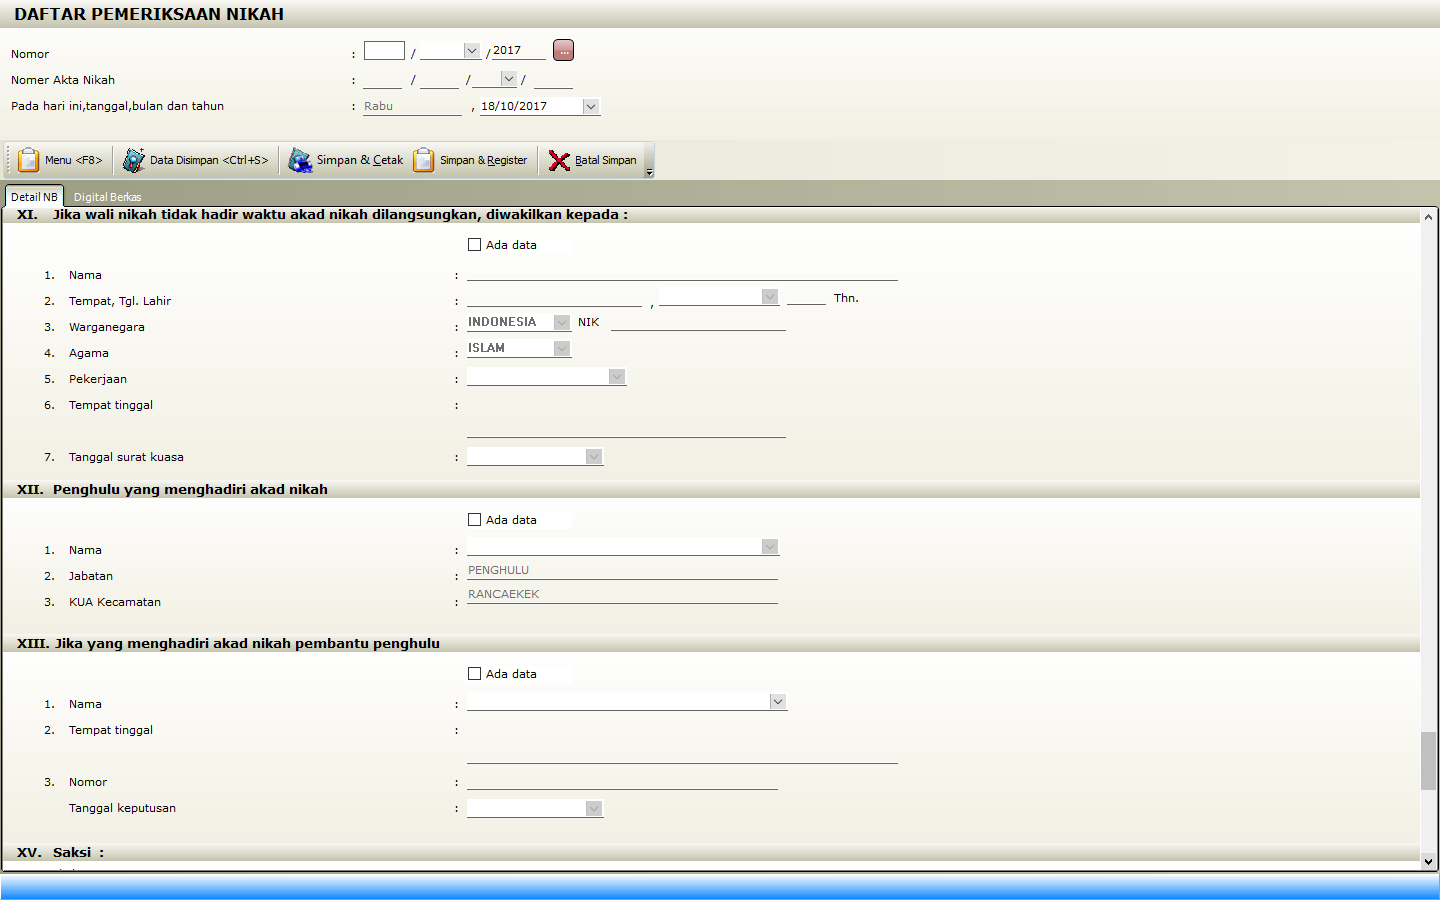 DAFTAR PEMERIKSAAN NIKAH
Nomor : / / 2017 ...
Nomer Akta Nikah : / / /
Pada hari ini,tanggal,bulan dan tahun : Rabu , 18/10/2017
Menu <F8> Data Disimpan <Ctrl+S> Simpan & Cetak Simpan & Register Batal Simpan
Detail NB Digital Berkas
XI. Jika wali nikah tidak hadir waktu akad nikah dilangsungkan, diwakilkan kepada :
Ada data
1. Nama :
2. Tempat, Tgl. Lahir : , Thn.
3. Warganegara : INDONESIA NIK
4. Agama : ISLAM
5. Pekerjaan :
6. Tempat tinggal :
7. Tanggal surat kuasa :
XII. Penghulu yang menghadiri akad nikah
Ada data
1. Nama :
2. Jabatan : PENGHULU
3. KUA Kecamatan : RANCAEKEK
XIII. Jika yang menghadiri akad nikah pembantu penghulu
Ada data
1. Nama :
2. Tempat tinggal :
3. Nomor :
Tanggal keputusan :
XV. Saksi :